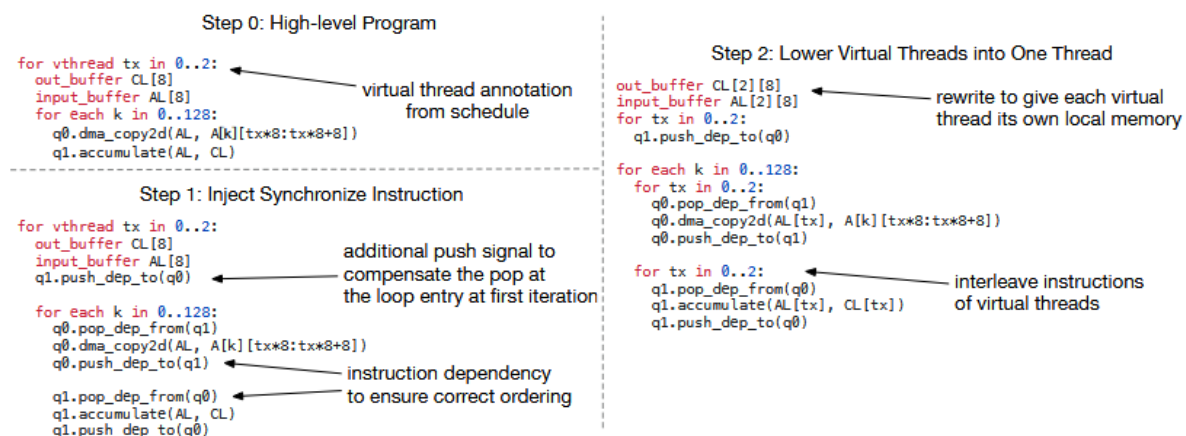 Step 0: High-level Program
for vthread tx in 0..2:
out_buffer CL[8]
input_buffer AL[8]
for each k in 0..128:
q0.dma_copy2d(AL, A[k][tx*8:tx*8+8])
q1.accumulate(AL, CL)
virtual thread annotation
from schedule
Step 1: Inject Synchronize Instruction
for vthread tx in 0..2:
out_buffer CL[8]
input_buffer AL[8]
q1.push_dep_to(q0)
for each k in 0..128:
q0.pop_dep_from(q1)
q0.dma_copy2d(AL, A[k][tx*8:tx*8+8])
q0.push_dep_to(q1)
q1.pop_dep_from(q0)
q1.accumulate(AL, CL)
q1.push_dep_to(q0)
additional push signal to
compensate the pop at
the loop entry at first iteration
instruction dependency
to ensure correct ordering
Step 2: Lower Virtual Threads into One Thread
out_buffer CL[2][8]
input_buffer AL[2][8]
for tx in 0..2:
q1.push_dep_to(q0)
for each k in 0..128:
for tx in 0..2:
q0.pop_dep_from(q1)
q0.dma_copy2d(AL[tx], A[k][tx*8:tx*8+8])
q0.push_dep_to(q1)
for tx in 0..2:
q1.pop_dep_from(q0)
q1.accumulate(AL[tx], CL[tx])
q1.push_dep_to(q0)
rewrite to give each virtual
thread its own local memory
interleave instructions
of virtual threads